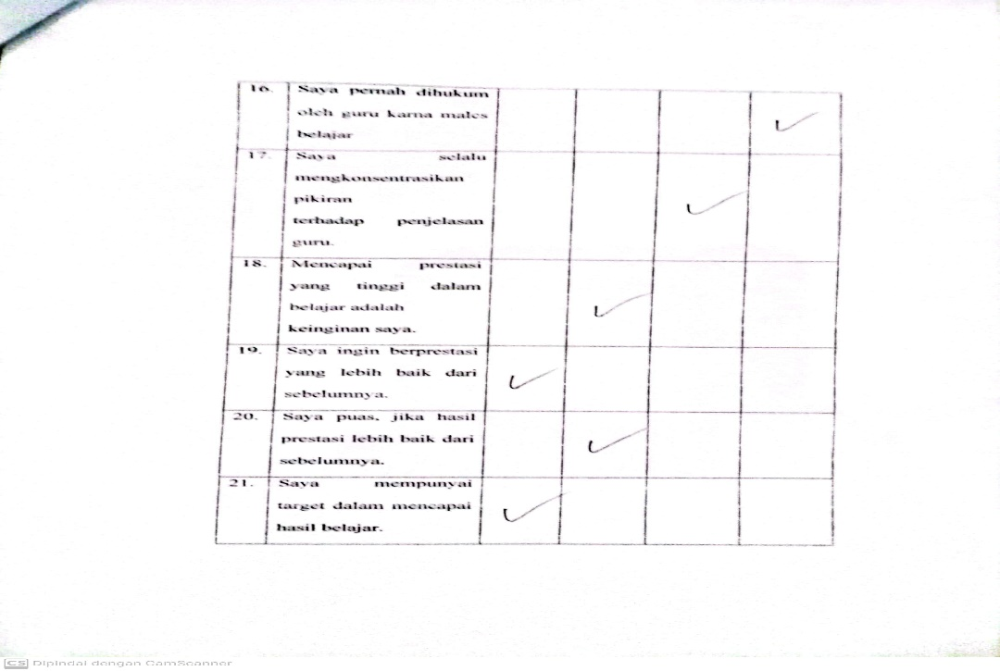 16. Saya pernah dihukum
oleh guru karna males
belajar
17. Saya selalu
mengkonsentrasikan
pikiran
terhadap penjelasan
guru.
18. Mencapai prestasi
yang tinggi dalam
belajar adalah
keinginan saya.
19. Saya ingin berprestasi
yang lebih baik dari
sebelumnya.
20. Saya puas, jika hasil
prestasi lebih baik dari
sebelumnya.
21. Saya mempunyai
target dalam mencapai
hasil belajar.
CS Dipindai dengan CamScanner